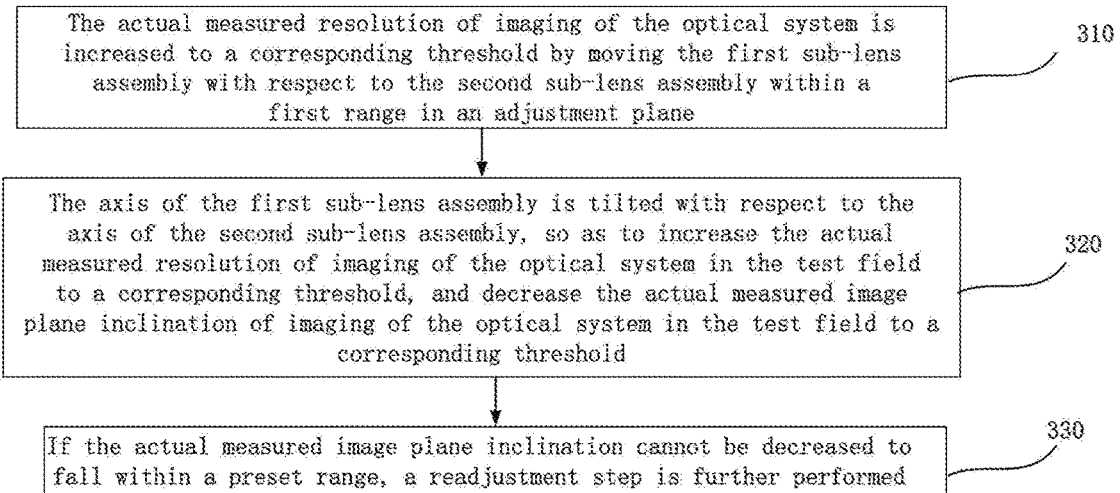 The actual measured resolution of imaging of the optical system is
increased to a corresponding threshold by moving the first sub-lens
assembly with respect to the second sub-lens assembly within a
first range in an adjustment plane
310
The axis of the first sub-lens assembly is tilted with respect to the
axis of the second sub-lens assembly, so as to increase the actual
measured resolution of imaging of the optical system in the test field
to a corresponding threshold, and decrease the actual measured image
plane inclination of imaging of the optical system in the test field to a
corresponding threshold
320
If the actual measured image plane inclination cannot be decreased to
fall within a preset range, a readjustment step is further performed
330